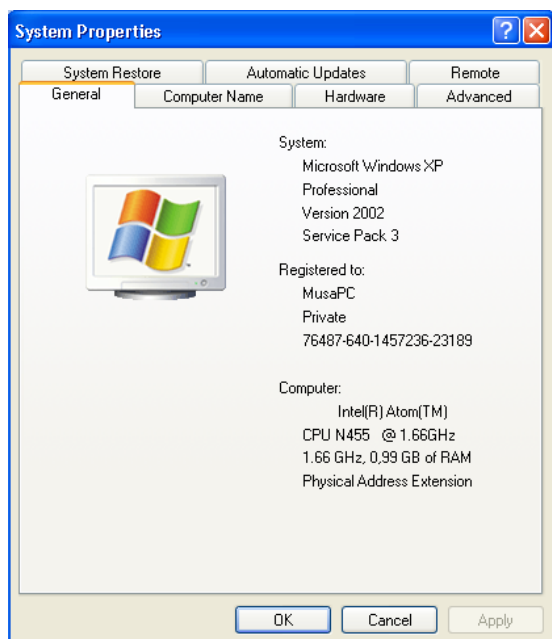 System Properties
?
X
System Restore
Automatic Updates
Remote
General
Computer Name
Hardware
Advanced
System:
Microsoft Windows XP
Professional
Version 2002
Service Pack 3
Registered to:
MusaPC
Private
76487-640-1457236-23189
Computer:
Intel(R) Atom(TM)
CPU N455 @ 1.66GHz
1.66 GHz, 0,99 GB of RAM
Physical Address Extension
OK
Cancel
Apply